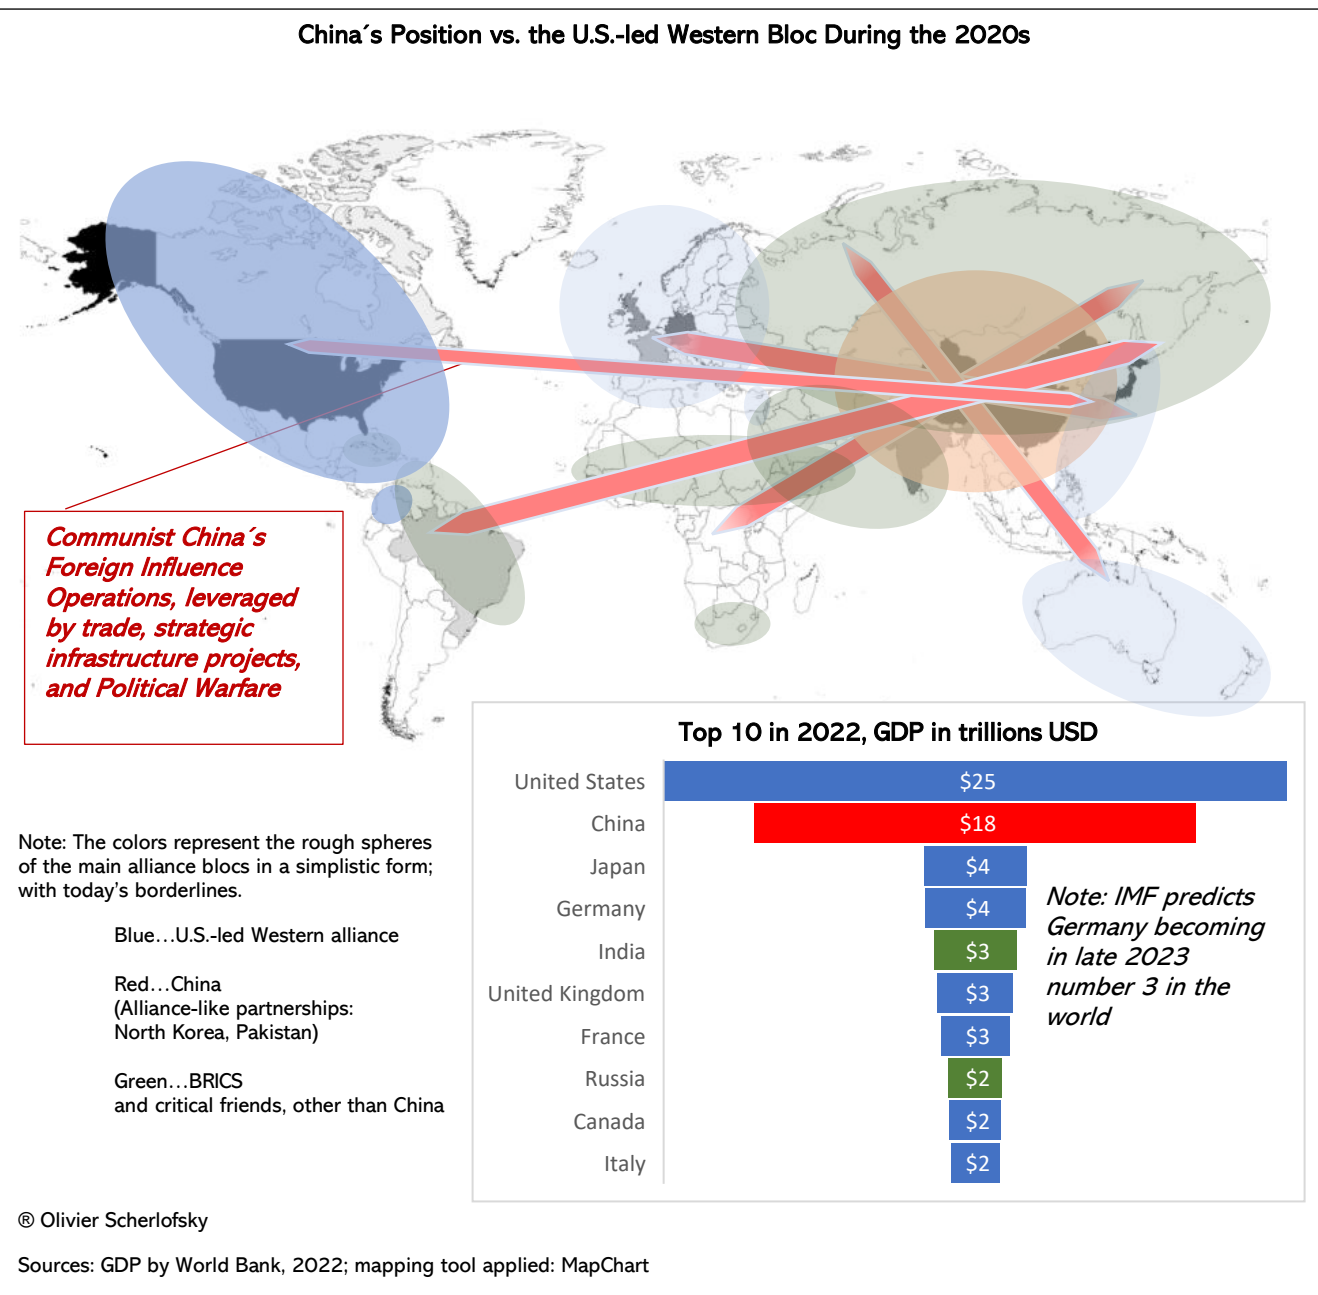 China´s Position vs. the U.S.-led Western Bloc During the 2020s
Communist China´s
Foreign Influence
Operations, leveraged
by trade, strategic
infrastructure projects,
and Political Warfare
Top 10 in 2022, GDP in trillions USD
United States $25
China $18
Japan $4
Germany $4
India $3
United Kingdom $3
France $3
Russia $2
Canada $2
Italy $2
Note: IMF predicts
Germany becoming
in late 2023
number 3 in the
world
Note: The colors represent the rough spheres
of the main alliance blocs in a simplistic form;
with today’s borderlines.
Blue…U.S.-led Western alliance
Red…China
(Alliance-like partnerships:
North Korea, Pakistan)
Green…BRICS
and critical friends, other than China
® Olivier Scherlofsky
Sources: GDP by World Bank, 2022; mapping tool applied: MapChart